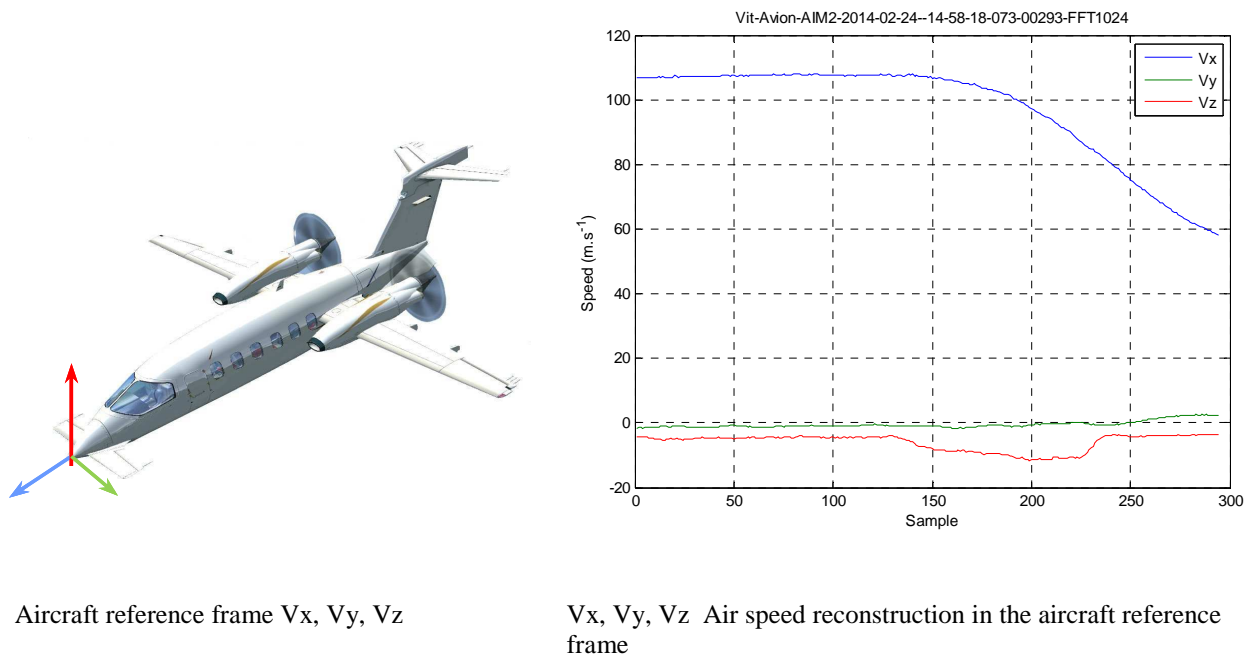 Vit-Avion-AIM2-2014-02-24--14-58-18-073-00293-FFT1024
120
100
80
60
40
20
0
-20
Speed (m.s-1)
Vx
Vy
Vz
0 50 100 150 200 250 300
Sample
Aircraft reference frame Vx, Vy, Vz
Vx, Vy, Vz Air speed reconstruction in the aircraft reference
frame